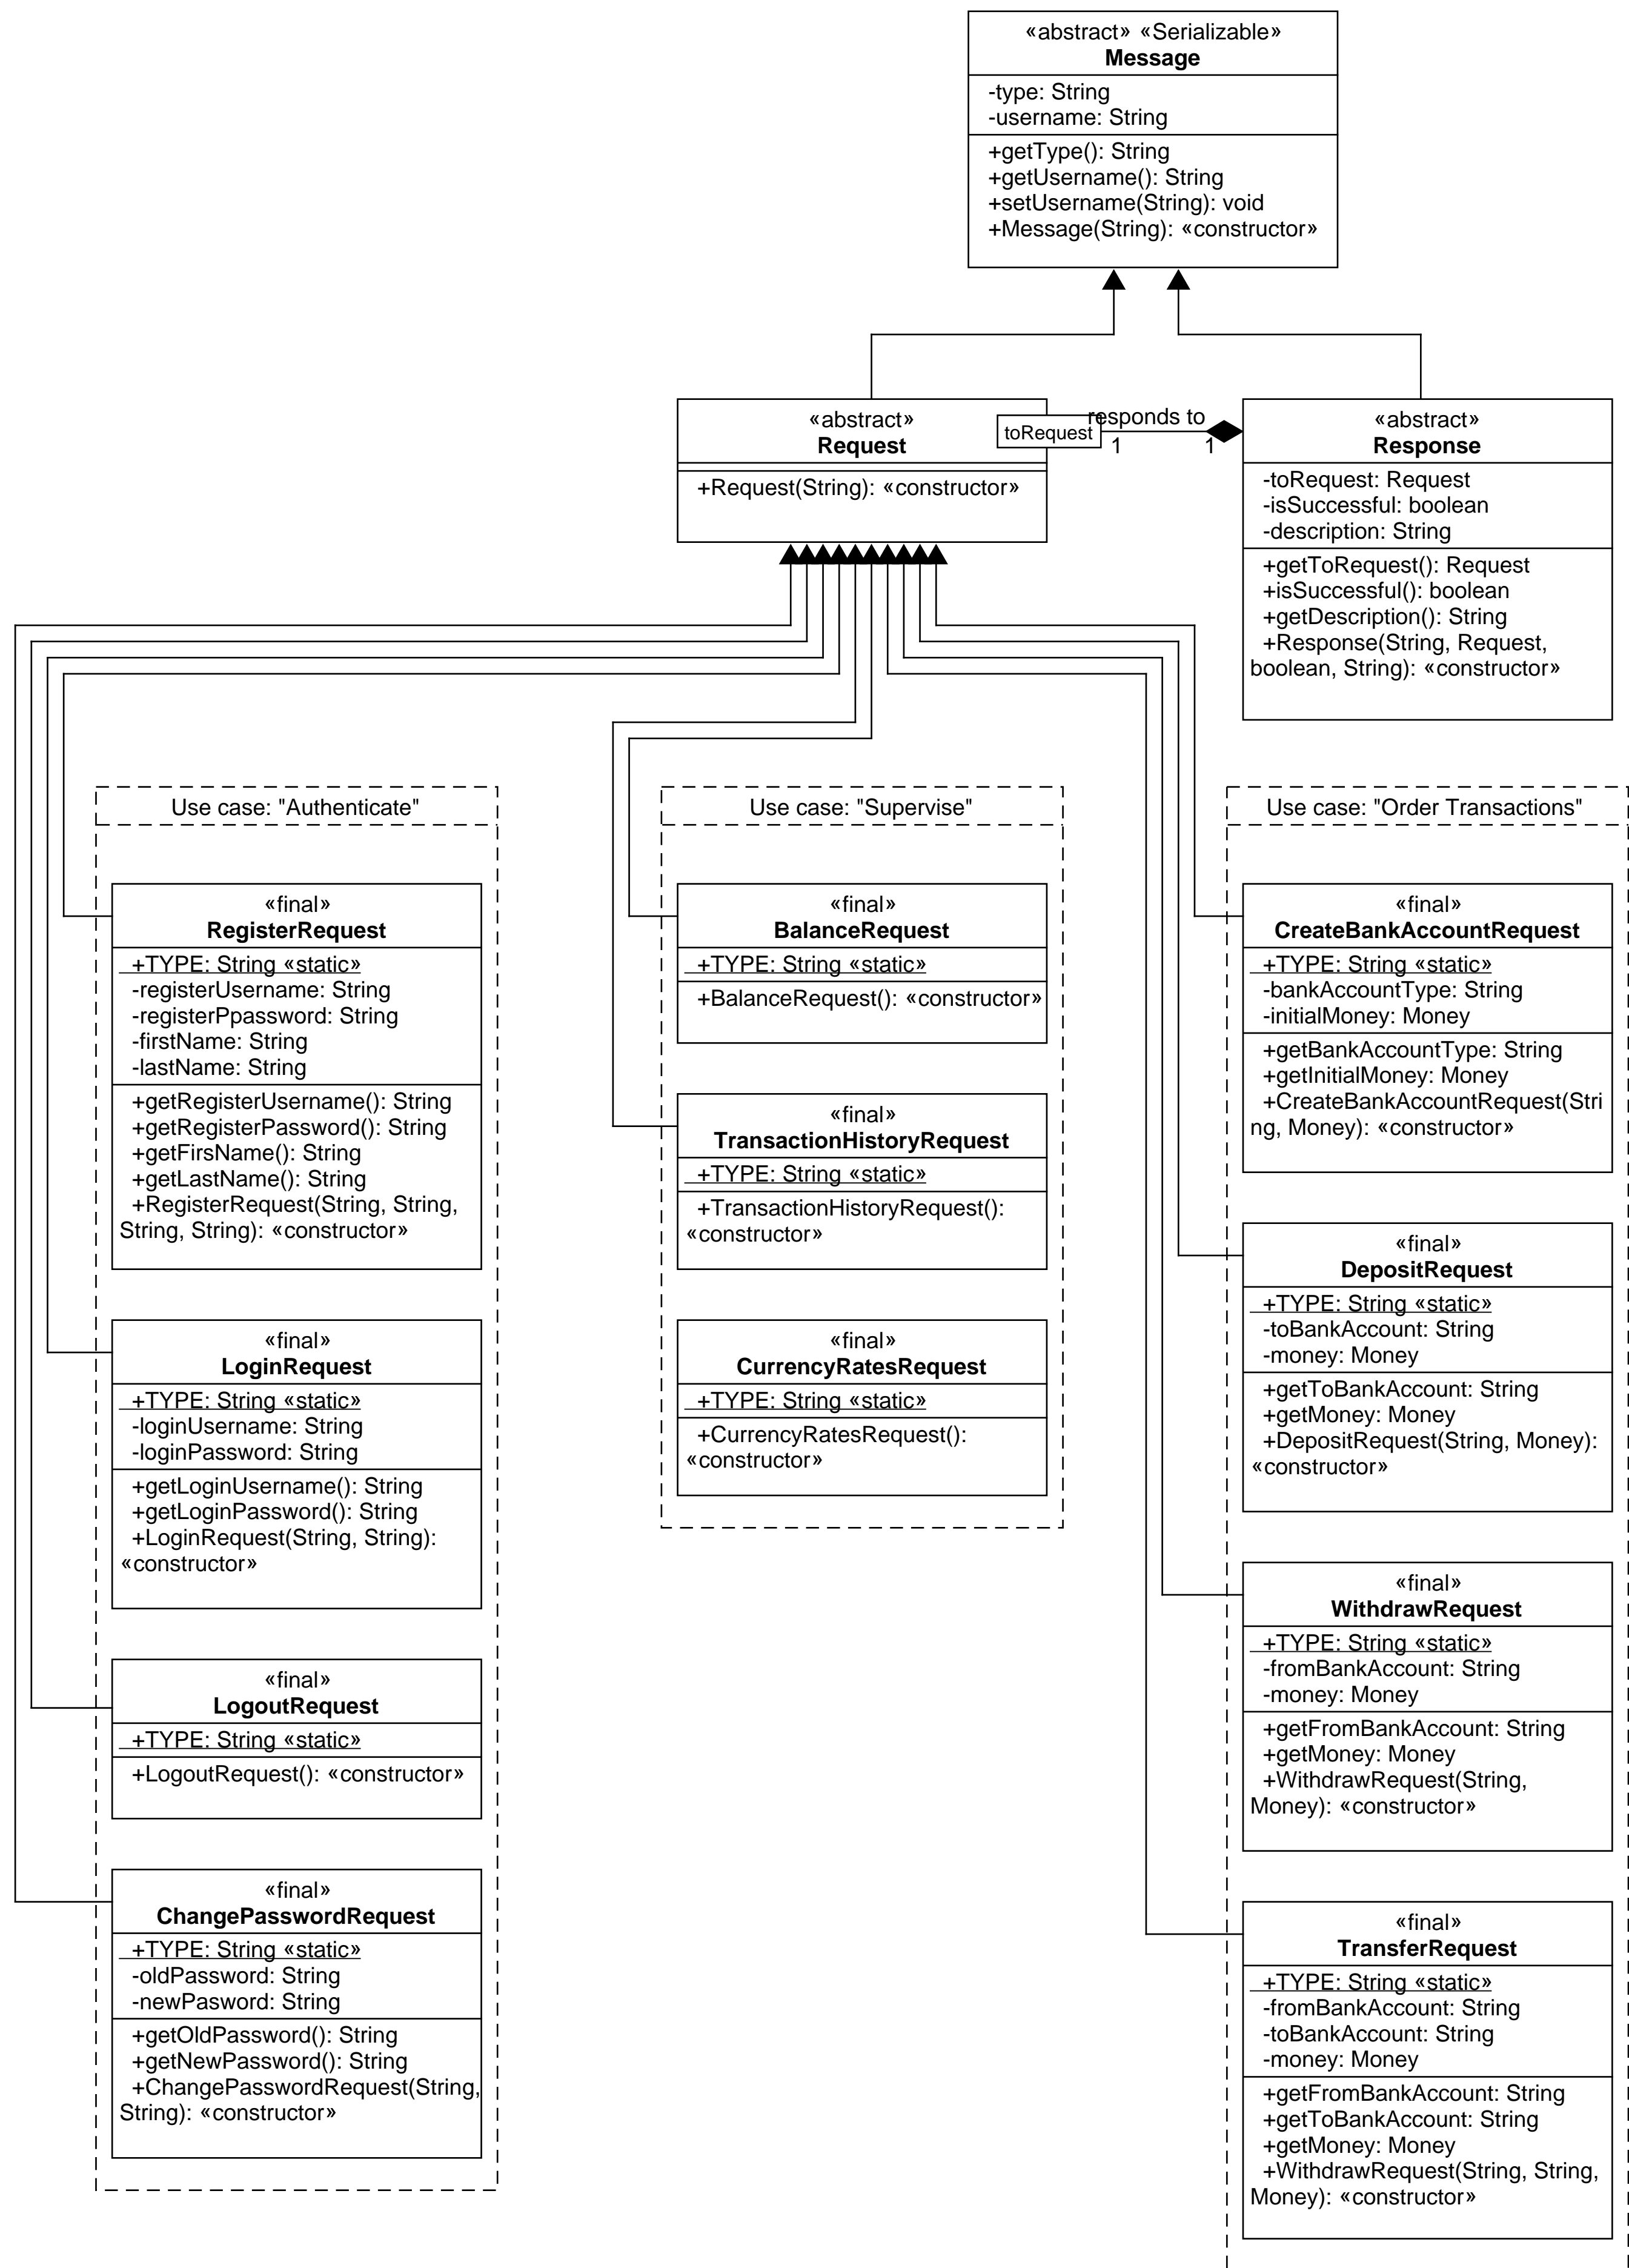 «abstract» «Serializable»
Message
-type: String
-username: String
+getType(): String
+getUsername(): String
+setUsername(String): void
+Message(String): «constructor»
«abstract»
Request
+Request(String): «constructor»
toRequest
responds to
1
1
«abstract»
Response
-toRequest: Request
-isSuccessful: boolean
-description: String
+getToRequest(): Request
+isSuccessful(): boolean
+getDescription(): String
+Response(String, Request,
boolean, String): «constructor»
Use case: "Authenticate"
«final»
RegisterRequest
+TYPE: String «static»
-registerUsername: String
-registerPpassword: String
-firstName: String
-lastName: String
+getRegisterUsername(): String
+getRegisterPassword(): String
+getFirsName(): String
+getLastName(): String
+RegisterRequest(String, String,
String, String): «constructor»
«final»
LoginRequest
+TYPE: String «static»
-loginUsername: String
-loginPassword: String
+getLoginUsername(): String
+getLoginPassword(): String
+LoginRequest(String, String):
«constructor»
«final»
LogoutRequest
+TYPE: String «static»
+LogoutRequest(): «constructor»
«final»
ChangePasswordRequest
+TYPE: String «static»
-oldPassword: String
-newPasword: String
+getOldPassword(): String
+getNewPassword(): String
+ChangePasswordRequest(String,
String): «constructor»
Use case: "Supervise"
«final»
BalanceRequest
+TYPE: String «static»
+BalanceRequest(): «constructor»
«final»
TransactionHistoryRequest
+TYPE: String «static»
+TransactionHistoryRequest():
«constructor»
«final»
CurrencyRatesRequest
+TYPE: String «static»
+CurrencyRatesRequest():
«constructor»
Use case: "Order Transactions"
«final»
CreateBankAccountRequest
+TYPE: String «static»
-bankAccountType: String
-initialMoney: Money
+getBankAccountType: String
+getInitialMoney: Money
+CreateBankAccountRequest(Stri
ng, Money): «constructor»
«final»
DepositRequest
+TYPE: String «static»
-toBankAccount: String
-money: Money
+getToBankAccount: String
+getMoney: Money
+DepositRequest(String, Money):
«constructor»
«final»
WithdrawRequest
+TYPE: String «static»
-fromBankAccount: String
-money: Money
+getFromBankAccount: String
+getMoney: Money
+WithdrawRequest(String,
Money): «constructor»
«final»
TransferRequest
+TYPE: String «static»
-fromBankAccount: String
-toBankAccount: String
-money: Money
+getFromBankAccount: String
+getToBankAccount: String
+getMoney: Money
+WithdrawRequest(String, String,
Money): «constructor»